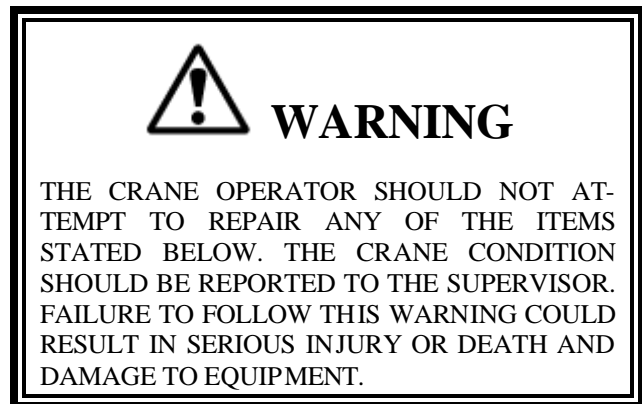 WARNING
THE CRANE OPERATOR SHOULD NOT AT-
TEMPT TO REPAIR ANY OF THE ITEMS
STATED BELOW. THE CRANE CONDITION
SHOULD BE REPORTED TO THE SUPERVISOR.
FAILURE TO FOLLOW THIS WARNING COULD
RESULT IN SERIOUS INJURY OR DEATH AND
DAMAGE TO EQUIPMENT.